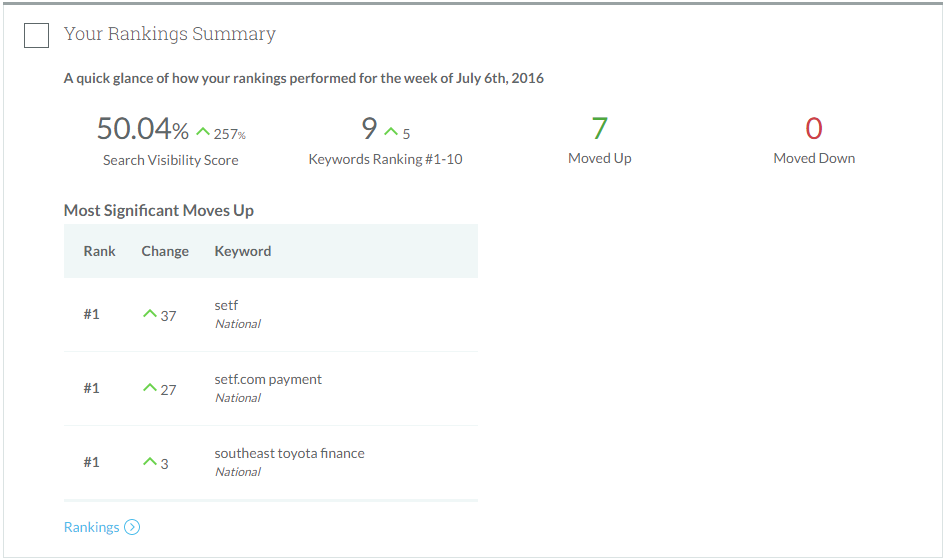 Your Rankings Summary
A quick glance of how your rankings performed for the week of July 6th, 2016
50.04% 257%
Search Visibility Score
9 5
Keywords Ranking #1-10
7
Moved Up
0
Moved Down
Most Significant Moves Up
Rank Change Keyword
#1 37 setf
National
#1 27 setf.com payment
National
#1 3 southeast toyota finance
National
Rankings